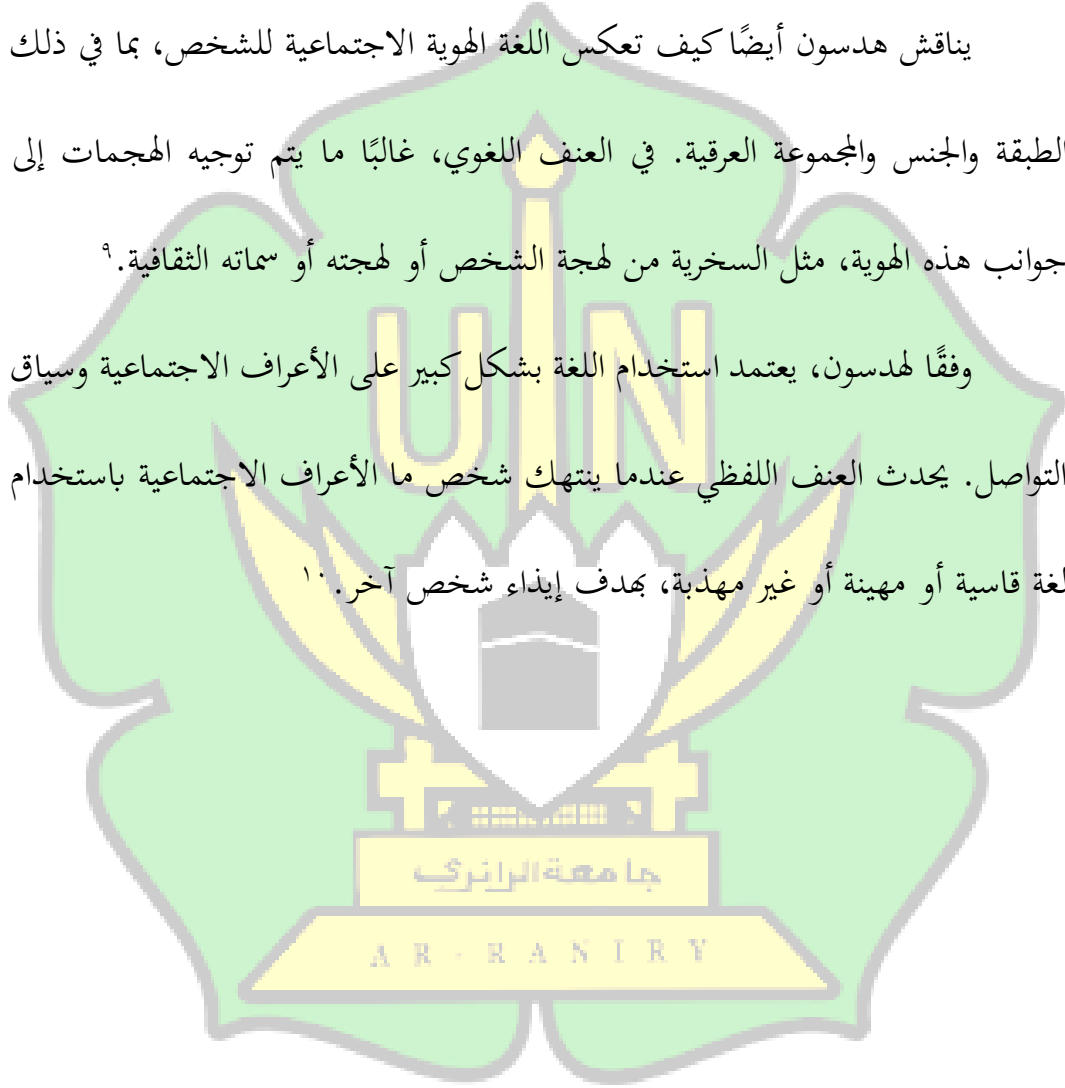 يناقش هدسون أيضًا كيف تعكس اللغة الهوية الاجتماعية للشخص، بما في ذلك
الطبقة والجنس والمجموعة العرقية. في العنف اللغوي، غالبًا ما يتم توجيه الهجمات إلى
جوانب هذه الهوية، مثل السخرية من لهجة الشخص أو لهجته أو سماته الثقافية.٩
وفقًا لهدسون، يعتمد استخدام اللغة بشكل كبير على الأعراف الاجتماعية وسياق
التواصل. يحدث العنف اللفظي عندما ينتهك شخص ما الأعراف الاجتماعية باستخدام
لغة قاسية أو مهينة أو غير مهذبة، بهدف إيذاء شخص آخر.١٠
UIN
جامعة الرانري
AR-RANIRY